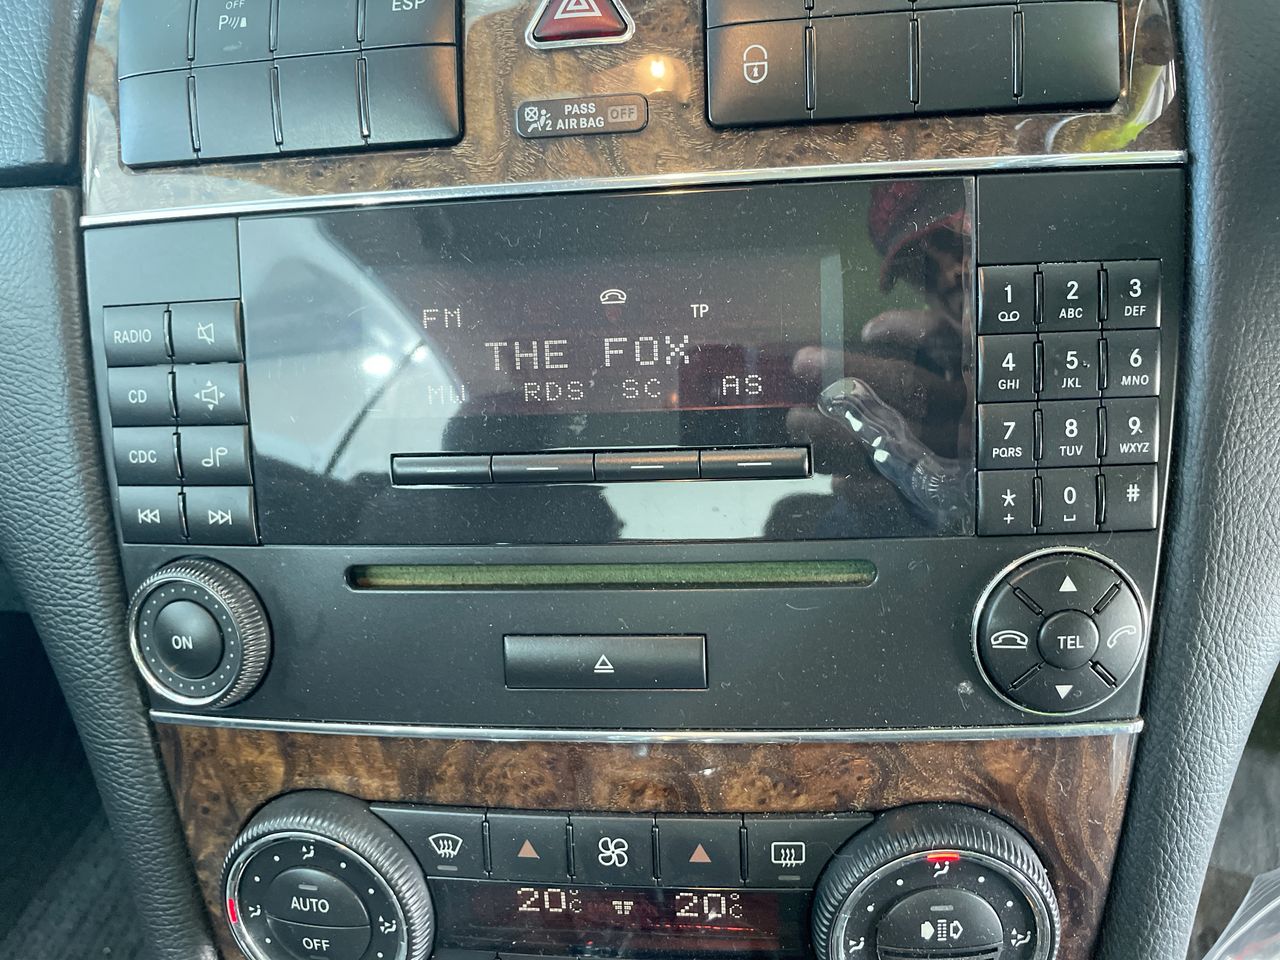 OFF
P
ESP
PASS
2 AIR BAG OFF
RADIO
CD
CDC
ON
FM TP
THE FOX
MW RDS SC AS
1
2 ABC
3 DEF
4 GHI
5 JKL
6 MNO
7 PQRS
8 TUV
9 WXYZ
* +
0
#
TEL
AUTO
OFF
20°C 20°C